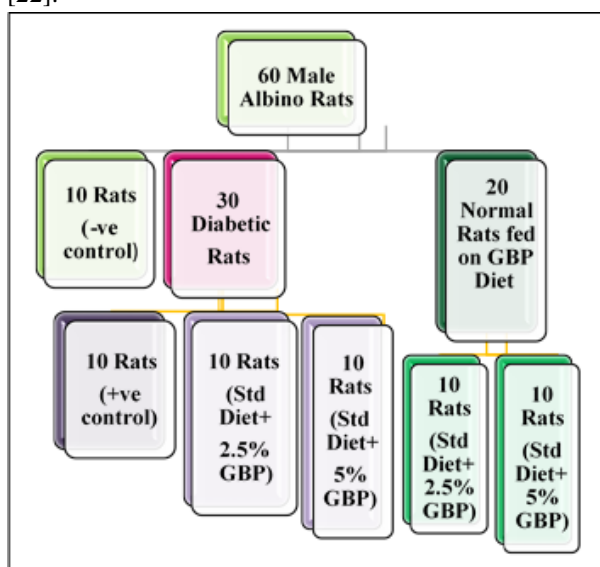 [22].
60 Male
Albino Rats
10 Rats
(-ve
control)
30
Diabetic
Rats
20
Normal
Rats fed
on GBP
Diet
10 Rats
(+ve
control)
10 Rats
(Std
Diet+
2.5%
GBP)
10
Rats
(Std
Diet+
5%
GBP)
10
Rats
(Std
Diet+
2.5%
GBP)
10
Rats
(Std
Diet+
5%
GBP)